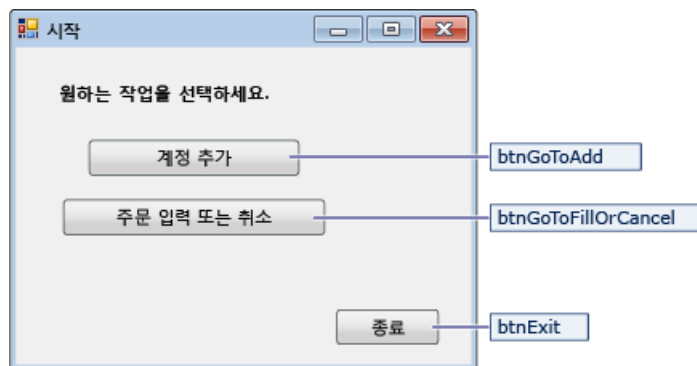 시작
원하는 작업을 선택하세요.
계정 추가
btnGoToAdd
주문 입력 또는 취소
btnGoToFillOrCancel
종료
btnExit